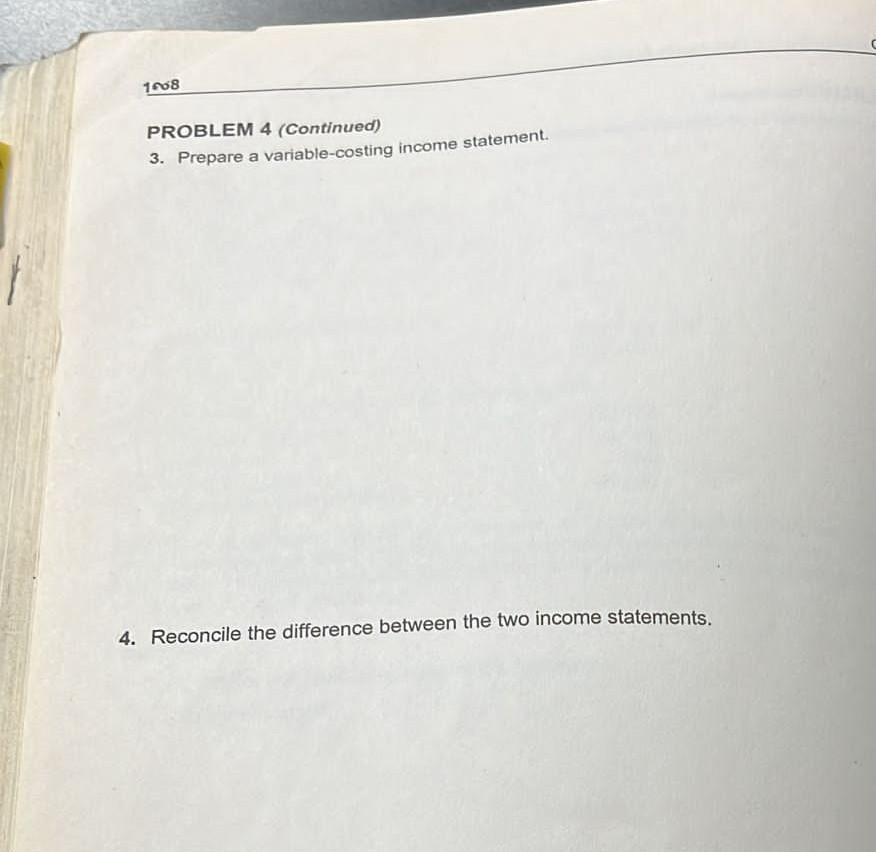 PROBLEM 4 (Continued)
3. Prepare a variable-costing income statement.
4. Reconcile the difference between the two income statements.